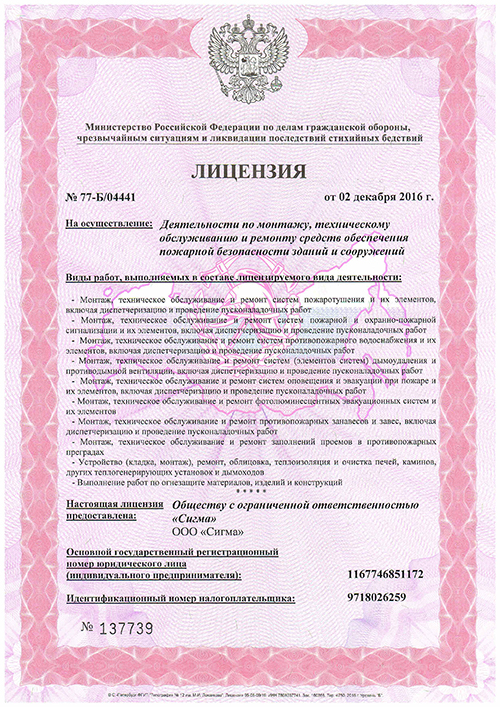 Министерство Российской Федерации по делам гражданской обороны,
чрезвычайным ситуациям и ликвидации последствий стихийных бедствий
ЛИЦЕНЗИЯ
№ 77-Б/04441 от 02 декабря 2016 г.
На осуществление: Деятельности по монтажу, техническому
обслуживанию и ремонту средств обеспечения
пожарной безопасности зданий и сооружений
Виды работ, выполняемых в составе лицензируемого вида деятельности:
- Монтаж, техническое обслуживание и ремонт систем пожаротушения и их элементов,
включая диспетчеризацию и проведение пусконаладочных работ
- Монтаж, техническое обслуживание и ремонт систем пожарной и охранно-пожарной
сигнализации и их элементов, включая диспетчеризацию и проведение пусконаладочных работ
- Монтаж, техническое обслуживание и ремонт систем противопожарного водоснабжения и их
элементов, включая диспетчеризацию и проведение пусконаладочных работ
- Монтаж, техническое обслуживание и ремонт систем (элементов систем) дымоудаления и
противодымной вентиляции, включая диспетчеризацию и проведение пусконаладочных работ
- Монтаж, техническое обслуживание и ремонт систем оповещения и эвакуации при пожаре и
их элементов, включая диспетчеризацию и проведение пусконаладочных работ
- Монтаж, техническое обслуживание и ремонт фотолюминесцентных эвакуационных систем и
их элементов
- Монтаж, техническое обслуживание и ремонт противопожарных занавесов и завес, включая
диспетчеризацию и проведение пусконаладочных работ
- Монтаж, техническое обслуживание и ремонт заполнений проемов в противопожарных
преградах
- Устройство (кладка, монтаж), ремонт, облицовка, теплоизоляция и очистка печей, каминов,
других теплогенерирующих установок и дымоходов
- Выполнение работ по огнезащите материалов, изделий и конструкций
* * * * *
Настоящая лицензия Обществу с ограниченной ответственностью
предоставлена: «Сигма»
ООО «Сигма»
Основной государственный регистрационный
номер юридического лица
(индивидуального предпринимателя): 1167746851172
Идентификационный номер налогоплательщика: 9718026259
№ 137739